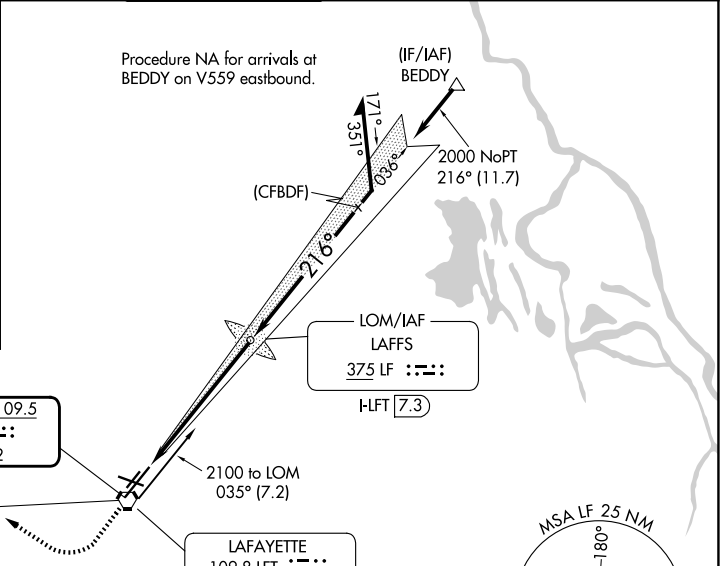 Procedure NA for arrivals at
BEDDY on V559 eastbound.
(IF/IAF)
BEDDY
171°
351°
036°
2000 NoPT
216° (11.7)
(CFBDF)
216°
LOM/IAF
LAFFS
375 LF
I-LFT 7.3
09.5
2
2100 to LOM
035° (7.2)
LAFAYETTE
MSA LF 25 NM
180°